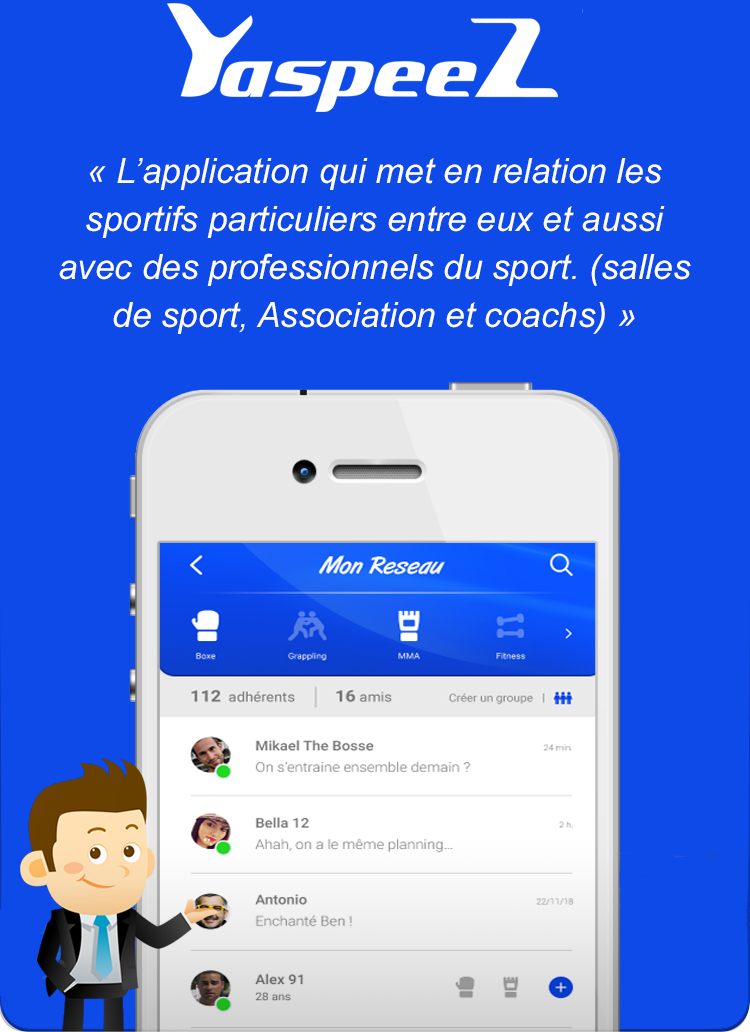 YaspeeZ
« L’application qui met en relation les
sportifs particuliers entre eux et aussi
avec des professionnels du sport. (salles
de sport, Association et coachs) »
Mon Reseau
Boxe Grappling MMA Fitness
112 adhérents | 16 amis Créer un groupe |
Mikael The Bosse 24 min.
On s’entraine ensemble demain ?
Bella 12 2 h.
Ahah, on a le même planning...
Antonio 22/11/18
Enchanté Ben !
Alex 91
28 ans